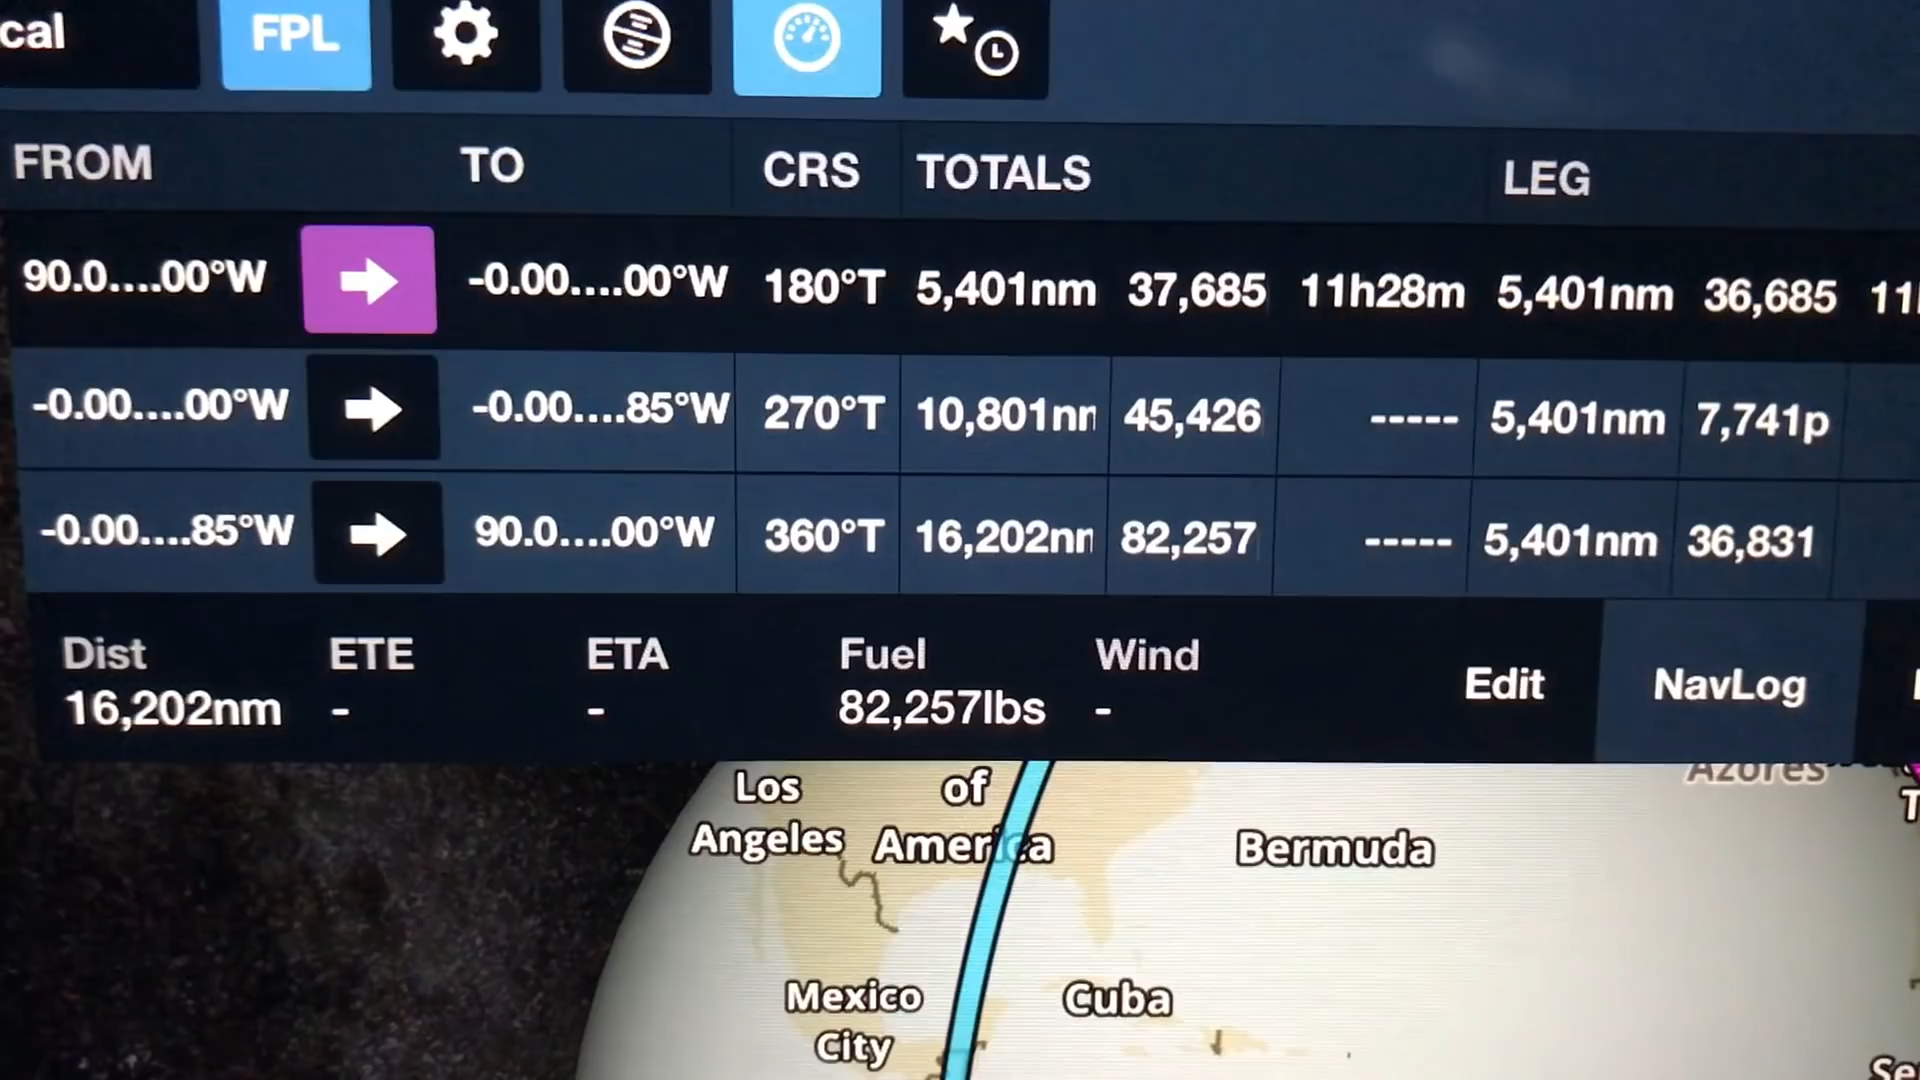 cal FPL
FROM TO CRS TOTALS LEG
90.0....00°W -0.00....00°W 180°T 5,401nm 37,685 11h28m 5,401nm 36,685
-0.00....00°W -0.00....85°W 270°T 10,801nm 45,426 ----- 5,401nm 7,741p
-0.00....85°W 90.0....00°W 360°T 16,202nm 82,257 ----- 5,401nm 36,831
Dist ETE ETA Fuel Wind
16,202nm - - 82,257lbs -
Edit NavLog
Los Angeles
of America
Bermuda
Azores
Mexico City
Cuba